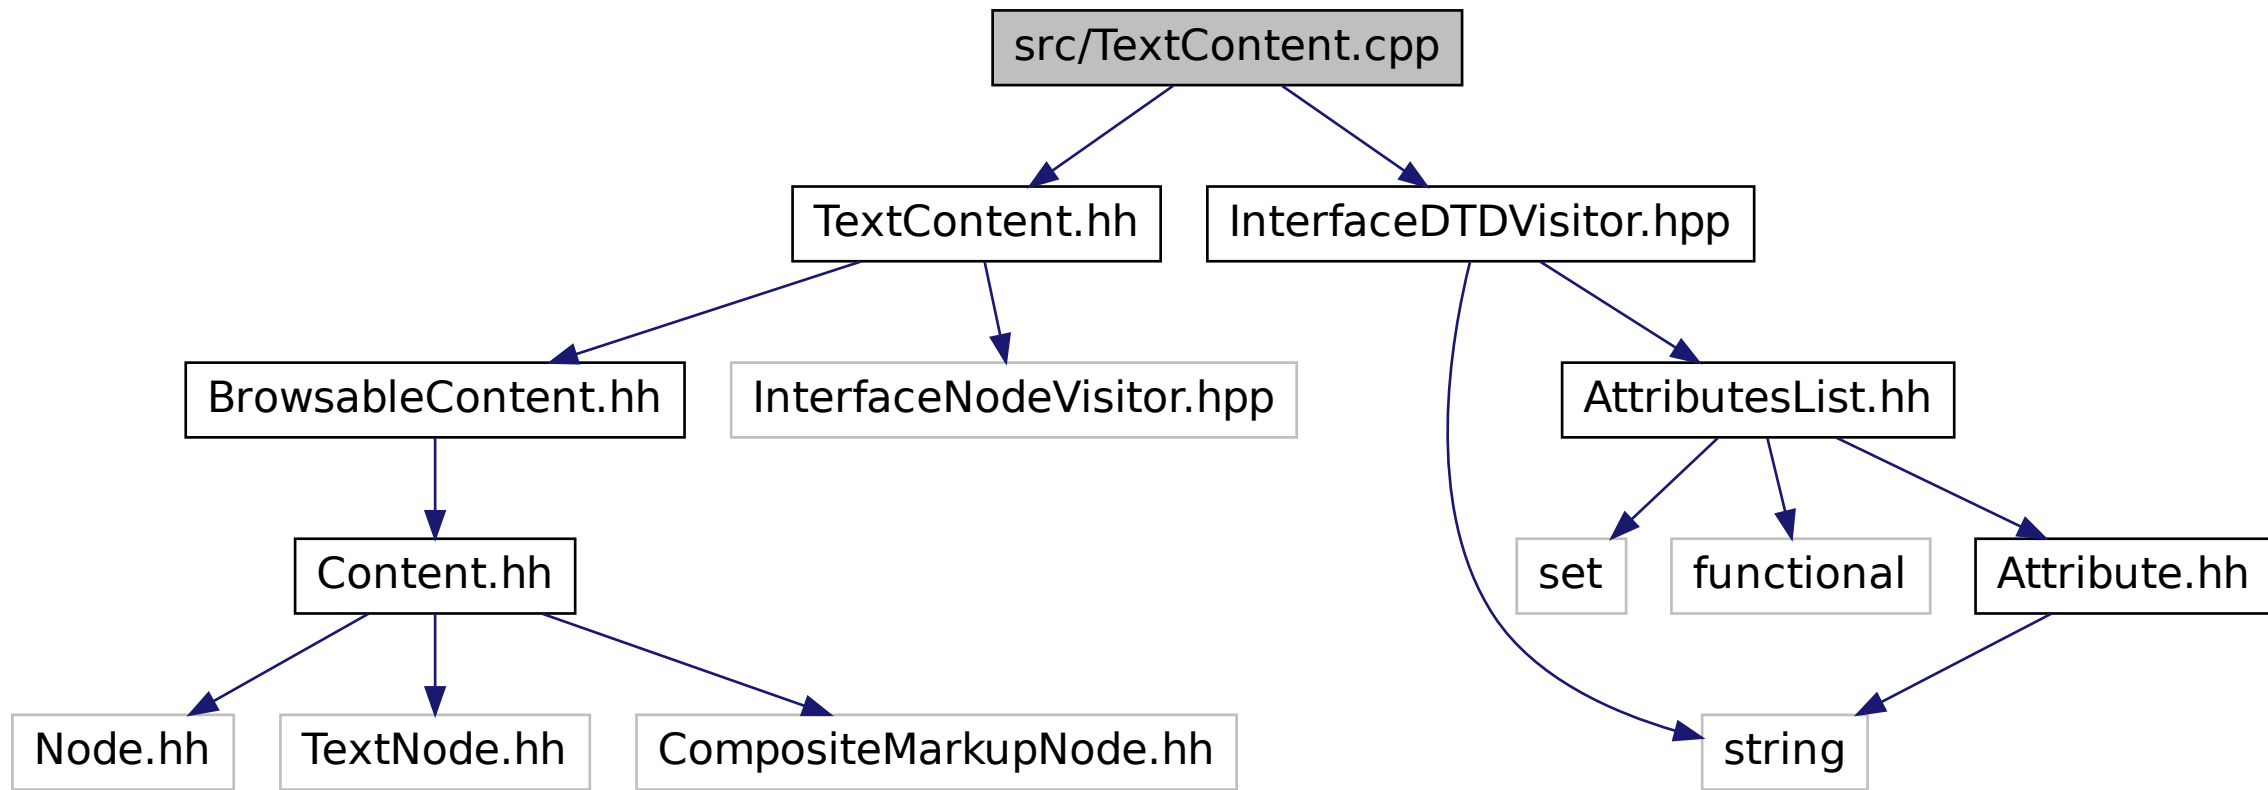 src/TextContent.cpp
TextContent.hh
InterfaceDTDVisitor.hpp
BrowsableContent.hh
InterfaceNodeVisitor.hpp
AttributesList.hh
Content.hh
set
functional
Attribute.hh
Node.hh
TextNode.hh
CompositeMarkupNode.hh
string